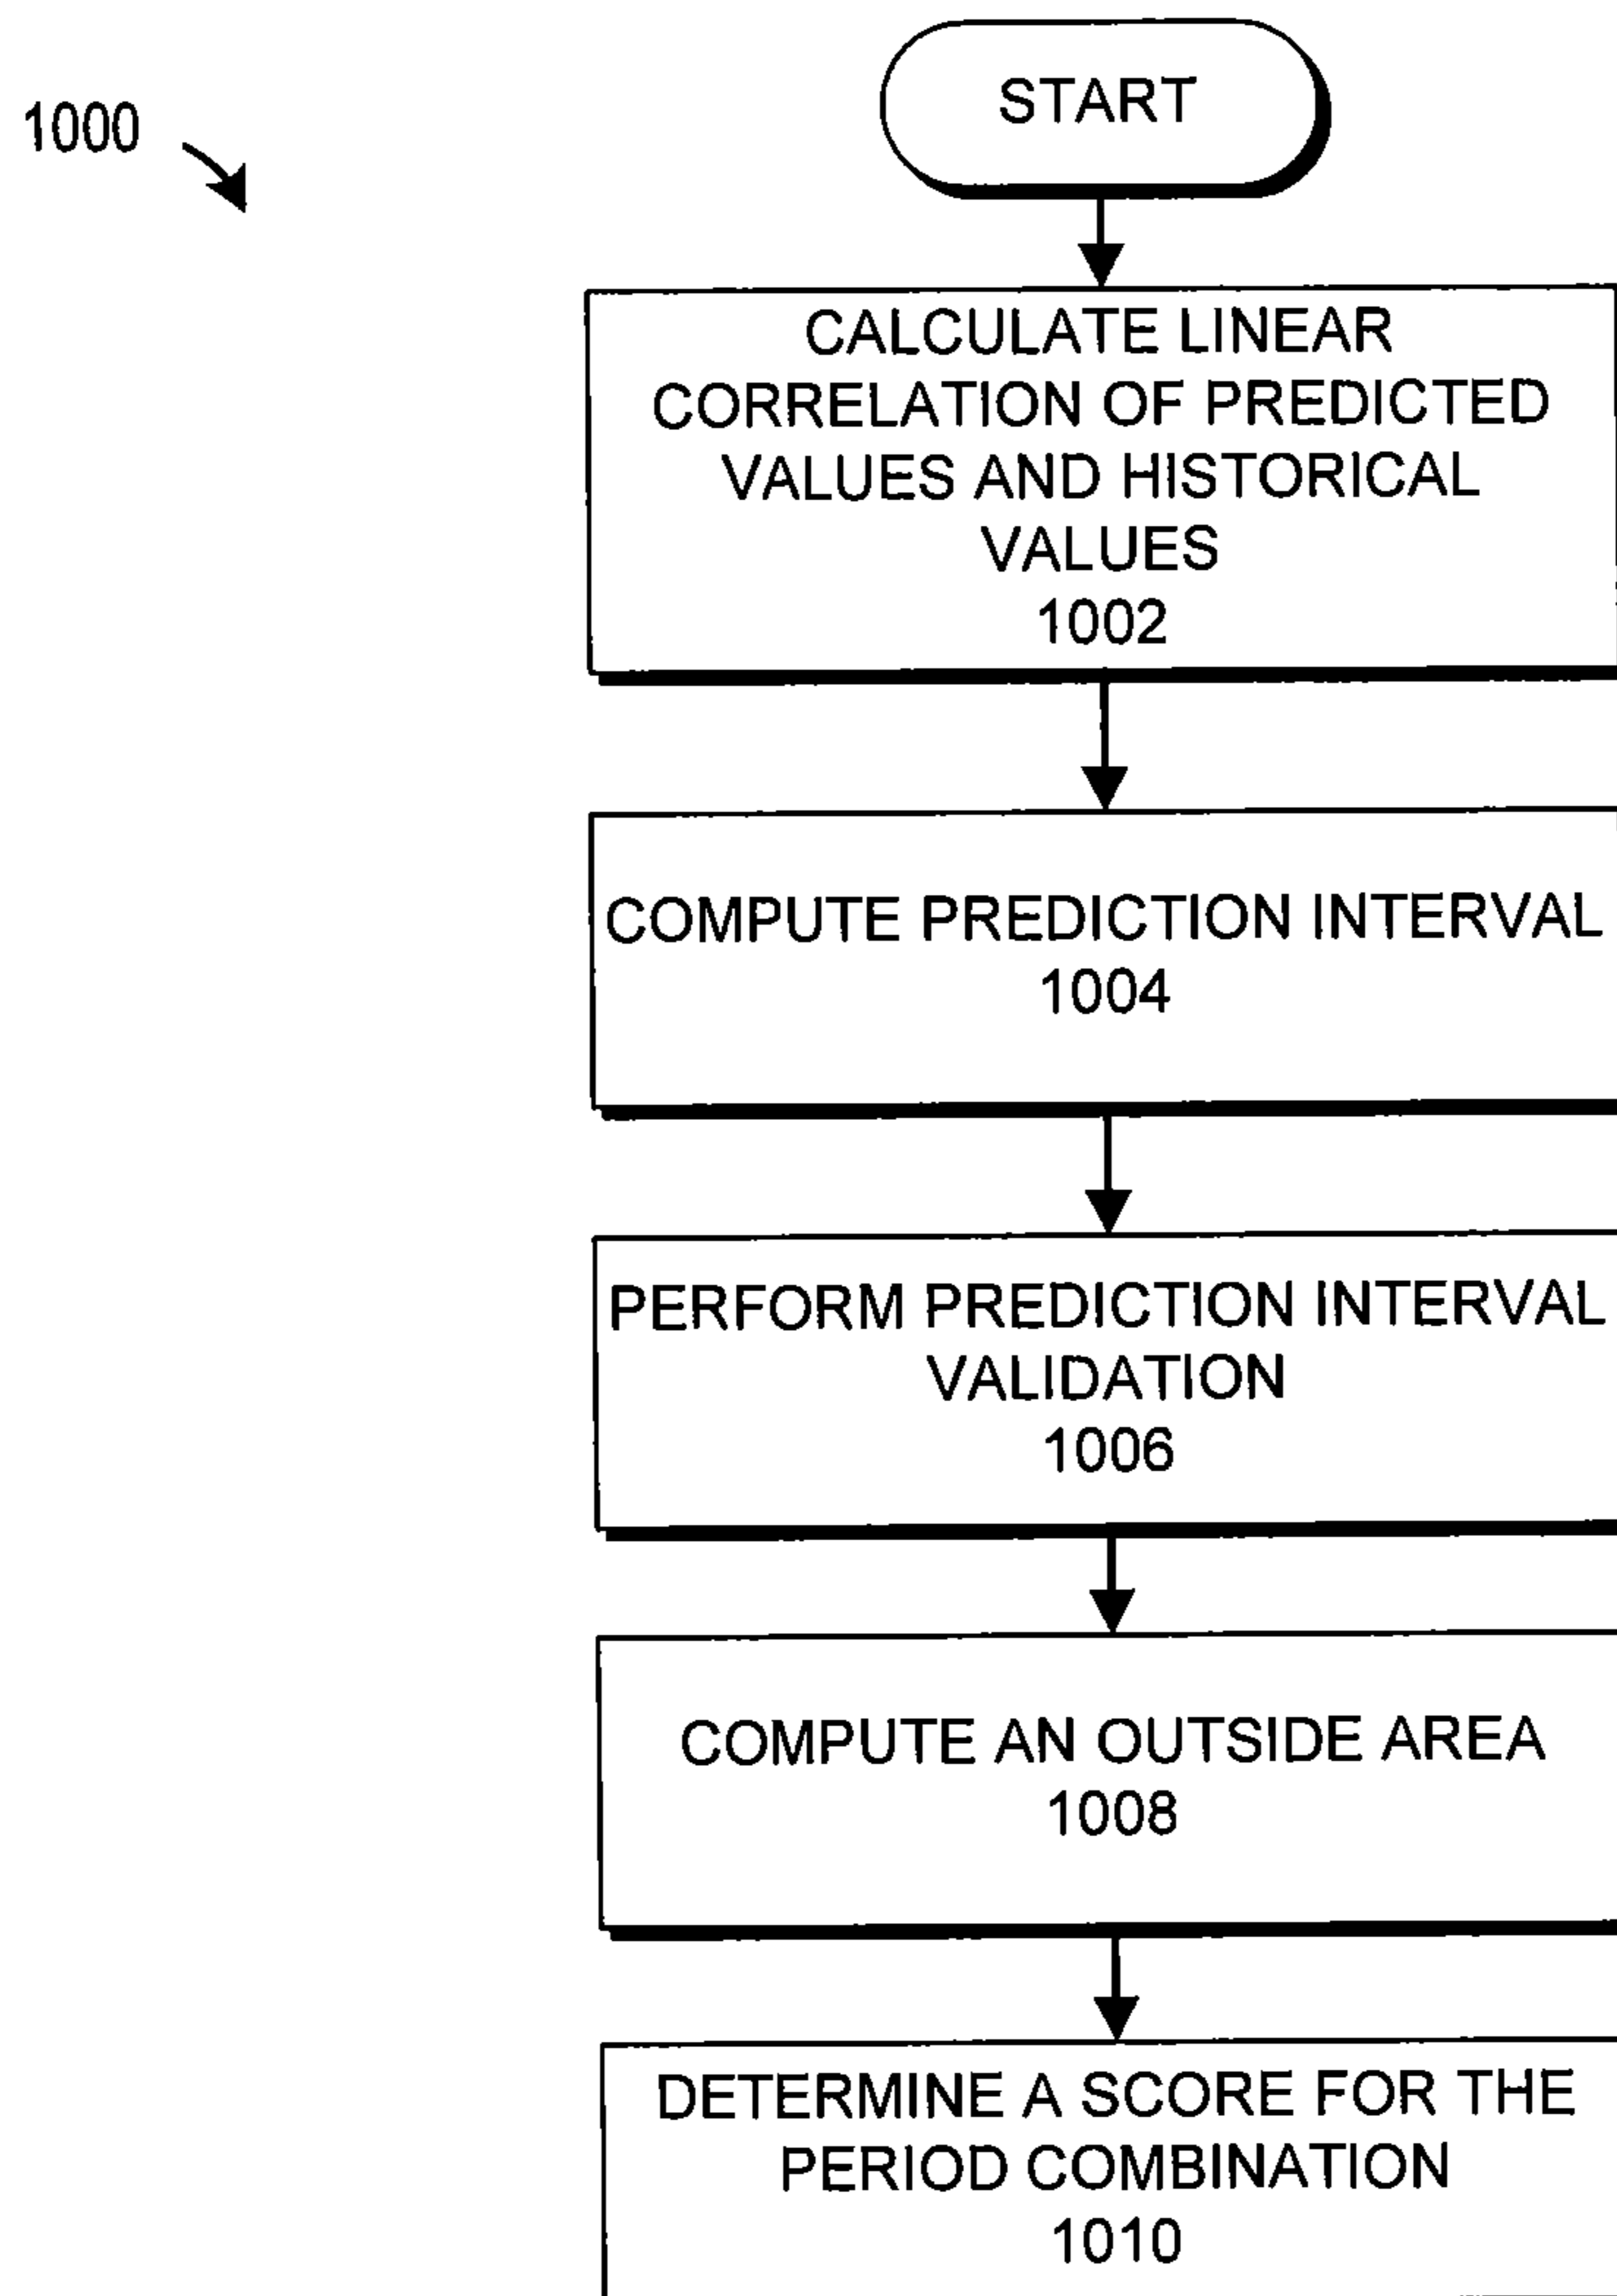 1000
START
CALCULATE LINEAR
CORRELATION OF PREDICTED
VALUES AND HISTORICAL
VALUES
1002
COMPUTE PREDICTION INTERVAL
1004
PERFORM PREDICTION INTERVAL
VALIDATION
1006
COMPUTE AN OUTSIDE AREA
1008
DETERMINE A SCORE FOR THE
PERIOD COMBINATION
1010